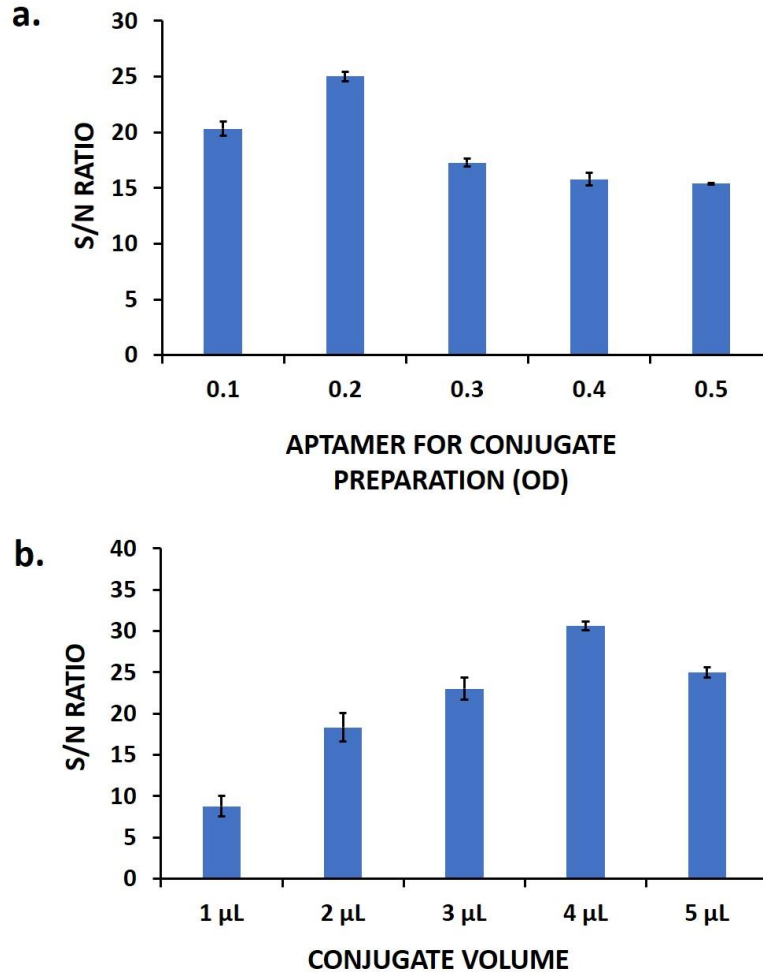 a.
S/N RATIO
30
25
20
15
10
5
0
0.1 0.2 0.3 0.4 0.5
APTAMER FOR CONJUGATE
PREPARATION (OD)
b.
S/N RATIO
40
35
30
25
20
15
10
5
0
1 µL 2 µL 3 µL 4 µL 5 µL
CONJUGATE VOLUME